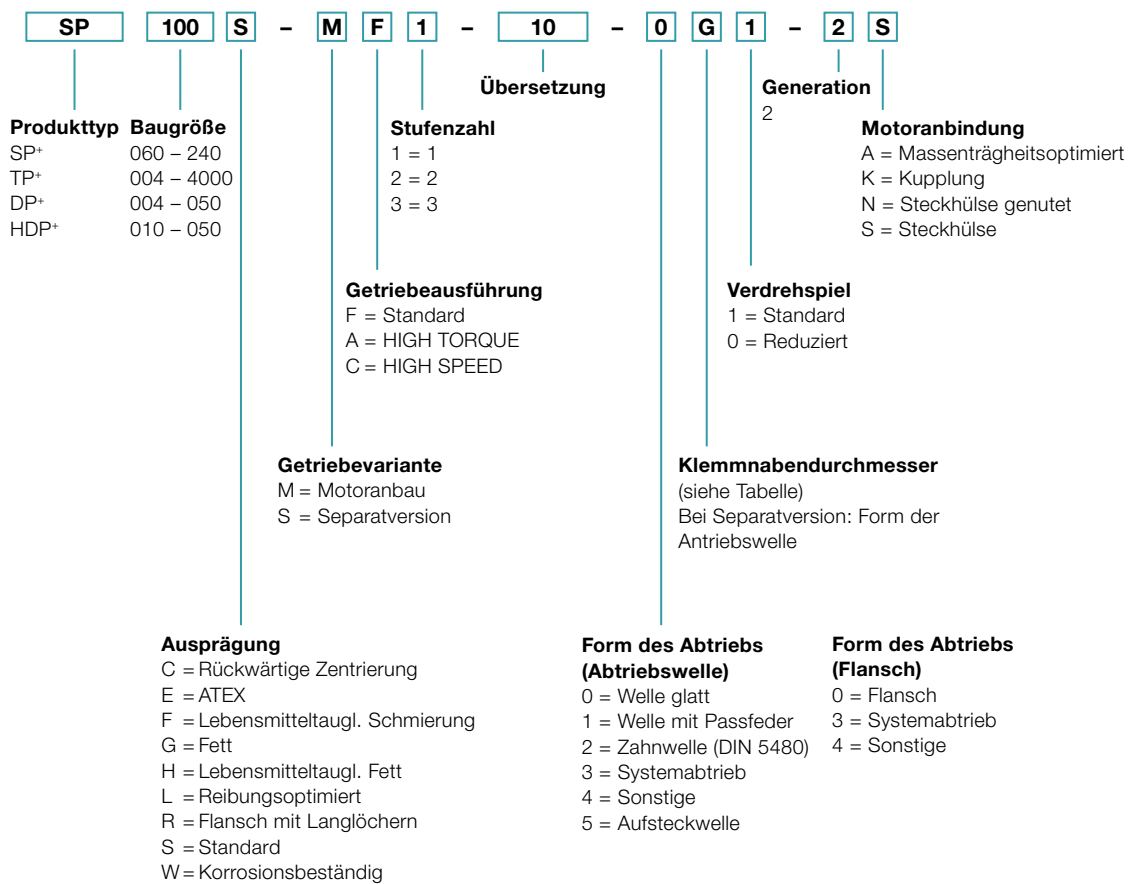 SP 100 S – M F 1 – 10 – 0 G 1 – 2 S
Übersetzung
Generation
2
Produkttyp Baugröße
SP+ 060 – 240
TP+ 004 – 4000
DP+ 004 – 050
HDP+ 010 – 050
Stufenzahl
1 = 1
2 = 2
3 = 3
Motoranbindung
A = Massenträgheitsoptimiert
K = Kupplung
N = Steckhülse genutet
S = Steckhülse
Getriebeausführung
F = Standard
A = HIGH TORQUE
C = HIGH SPEED
Verdrehspiel
1 = Standard
0 = Reduziert
Getriebevariante
M = Motoranbau
S = Separatversion
Klemmnabendurchmesser
(siehe Tabelle)
Bei Separatversion: Form der
Antriebswelle
Ausprägung
C = Rückwärtige Zentrierung
E = ATEX
F = Lebensmitteltaugl. Schmierung
G = Fett
H = Lebensmitteltaugl. Fett
L = Reibungsoptimiert
R = Flansch mit Langlöchern
S = Standard
W = Korrosionsbeständig
Form des Abtriebs
(Abtriebswelle)
0 = Welle glatt
1 = Welle mit Passfeder
2 = Zahnwelle (DIN 5480)
3 = Systemabtrieb
4 = Sonstige
5 = Aufsteckwelle
Form des Abtriebs
(Flansch)
0 = Flansch
3 = Systemabtrieb
4 = Sonstige